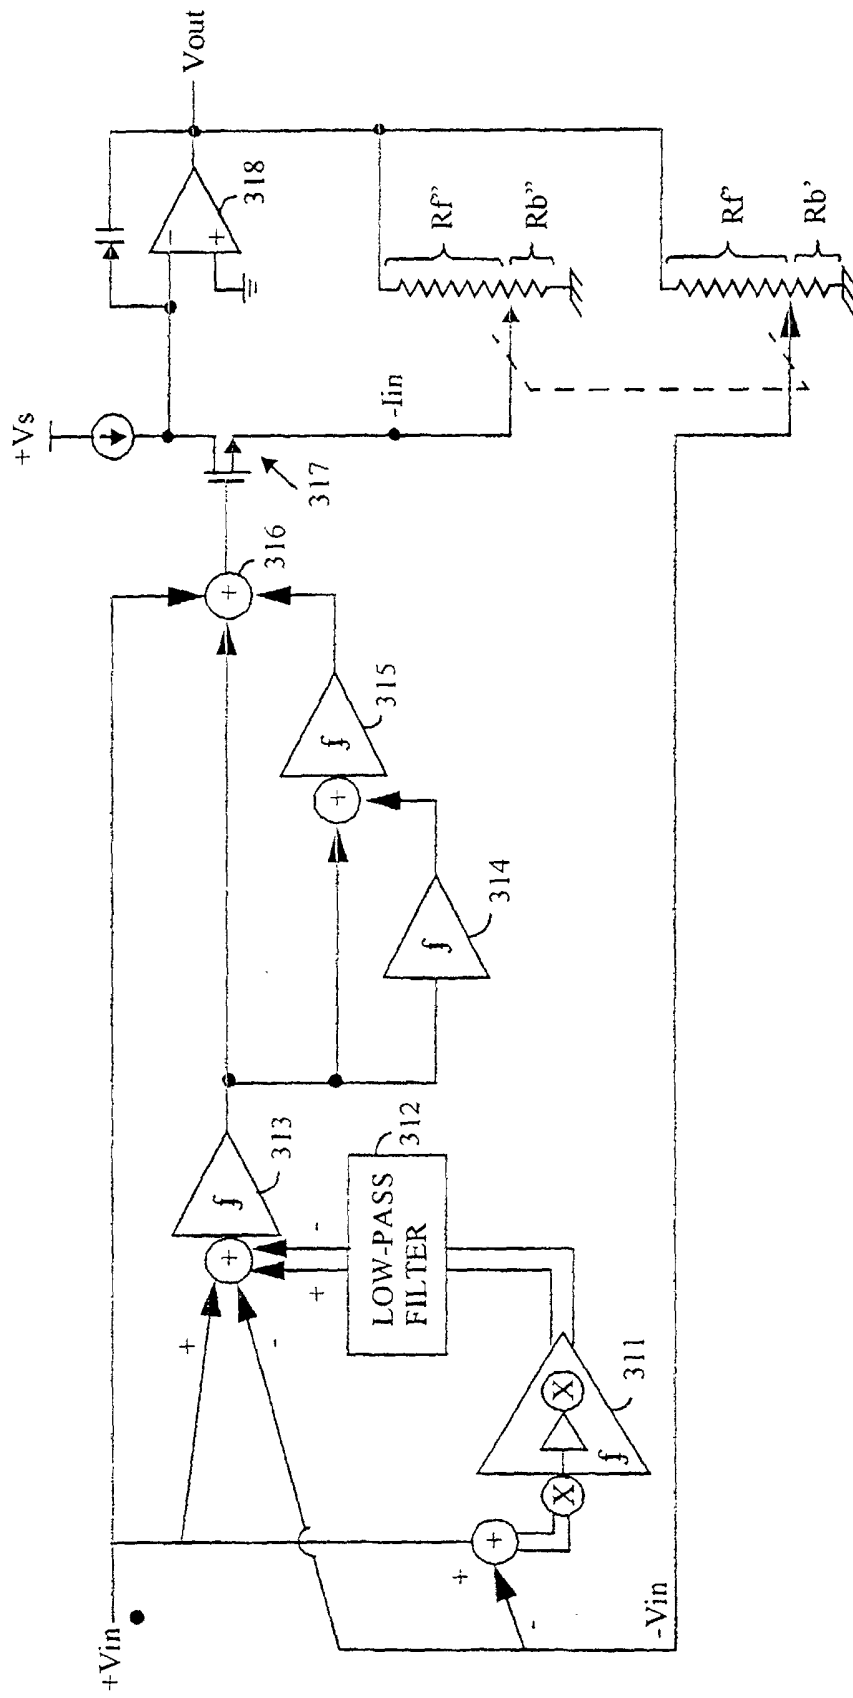 +Vin
-Vin
+
-
+
+
-
+
X
X
∫
311
LOW-PASS
FILTER
312
+
-
∫
313
∫
314
+
∫
315
+
316
317
+Vs
-Iin
-
+
318
Vout
Rf"
Rb"
Rf'
Rb'